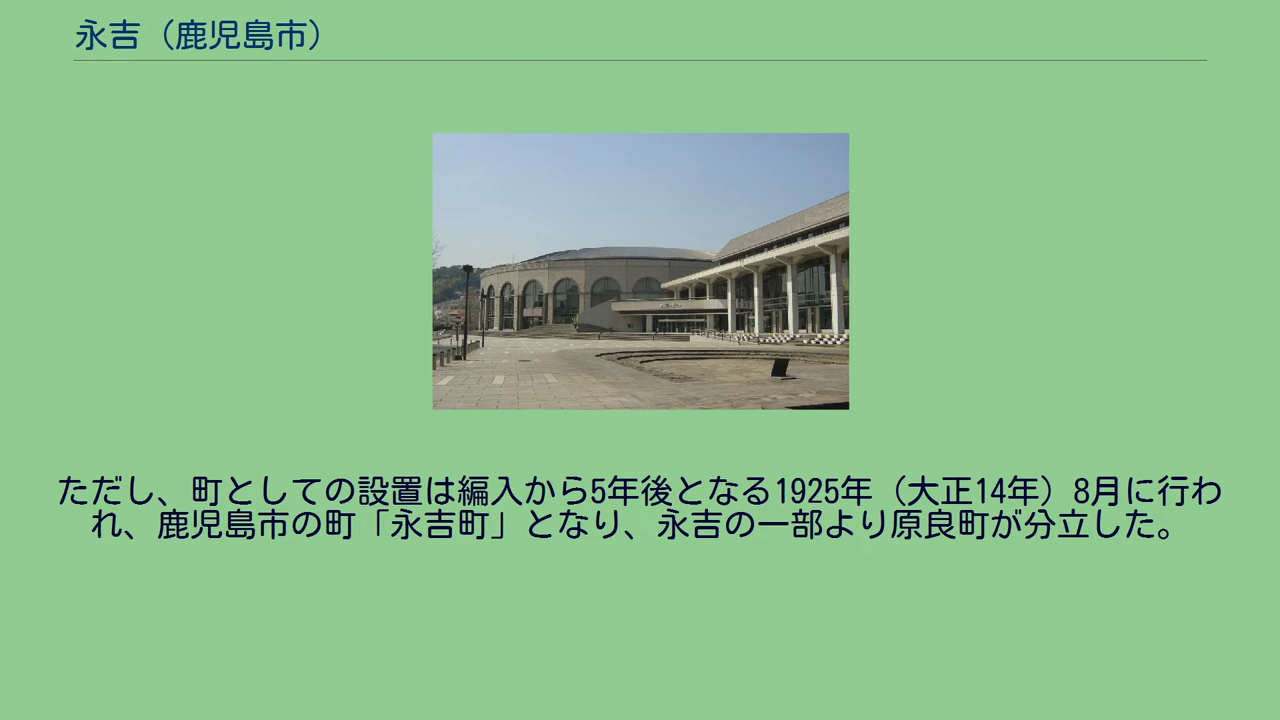 永吉（鹿児島市）
ただし、町としての設置は編入から5年後となる1925年（大正14年）8月に行わ
れ、鹿児島市の町「永吉町」となり、永吉の一部より原良町が分立した。